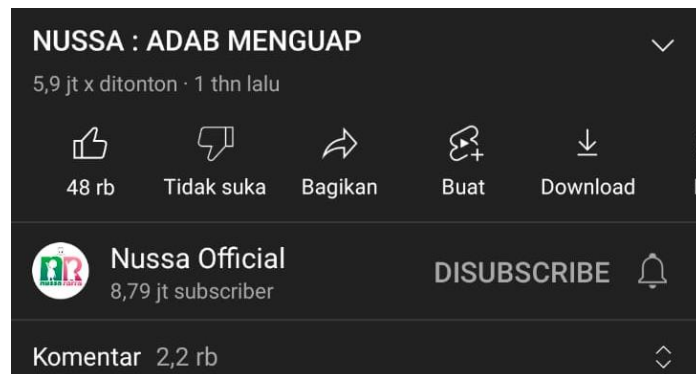 NUSSA : ADAB MENGUAP
5,9 jt x ditonton · 1 thn lalu
48 rb Tidak suka Bagikan Buat Download
Nussa Official
8,79 jt subscriber
DISUBSCRIBE
Komentar 2,2 rb